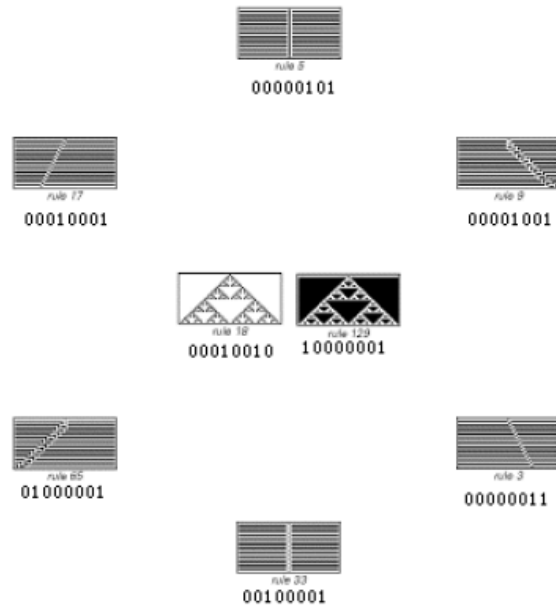 rule 5
00000101
rule 17
00010001
rule 9
00001001
rule 18
00010010
rule 129
10000001
rule 65
01000001
rule 3
00000011
rule 33
00100001